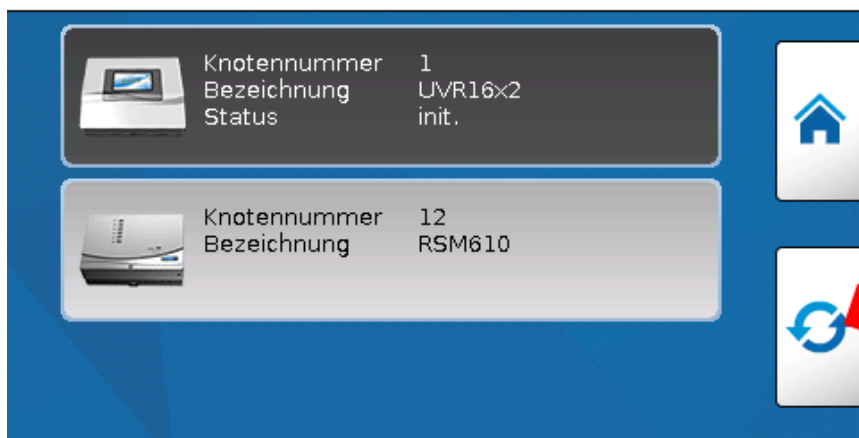 Knotennummer 1
Bezeichnung UVR16x2
Status init.
Knotennummer 12
Bezeichnung RSM610